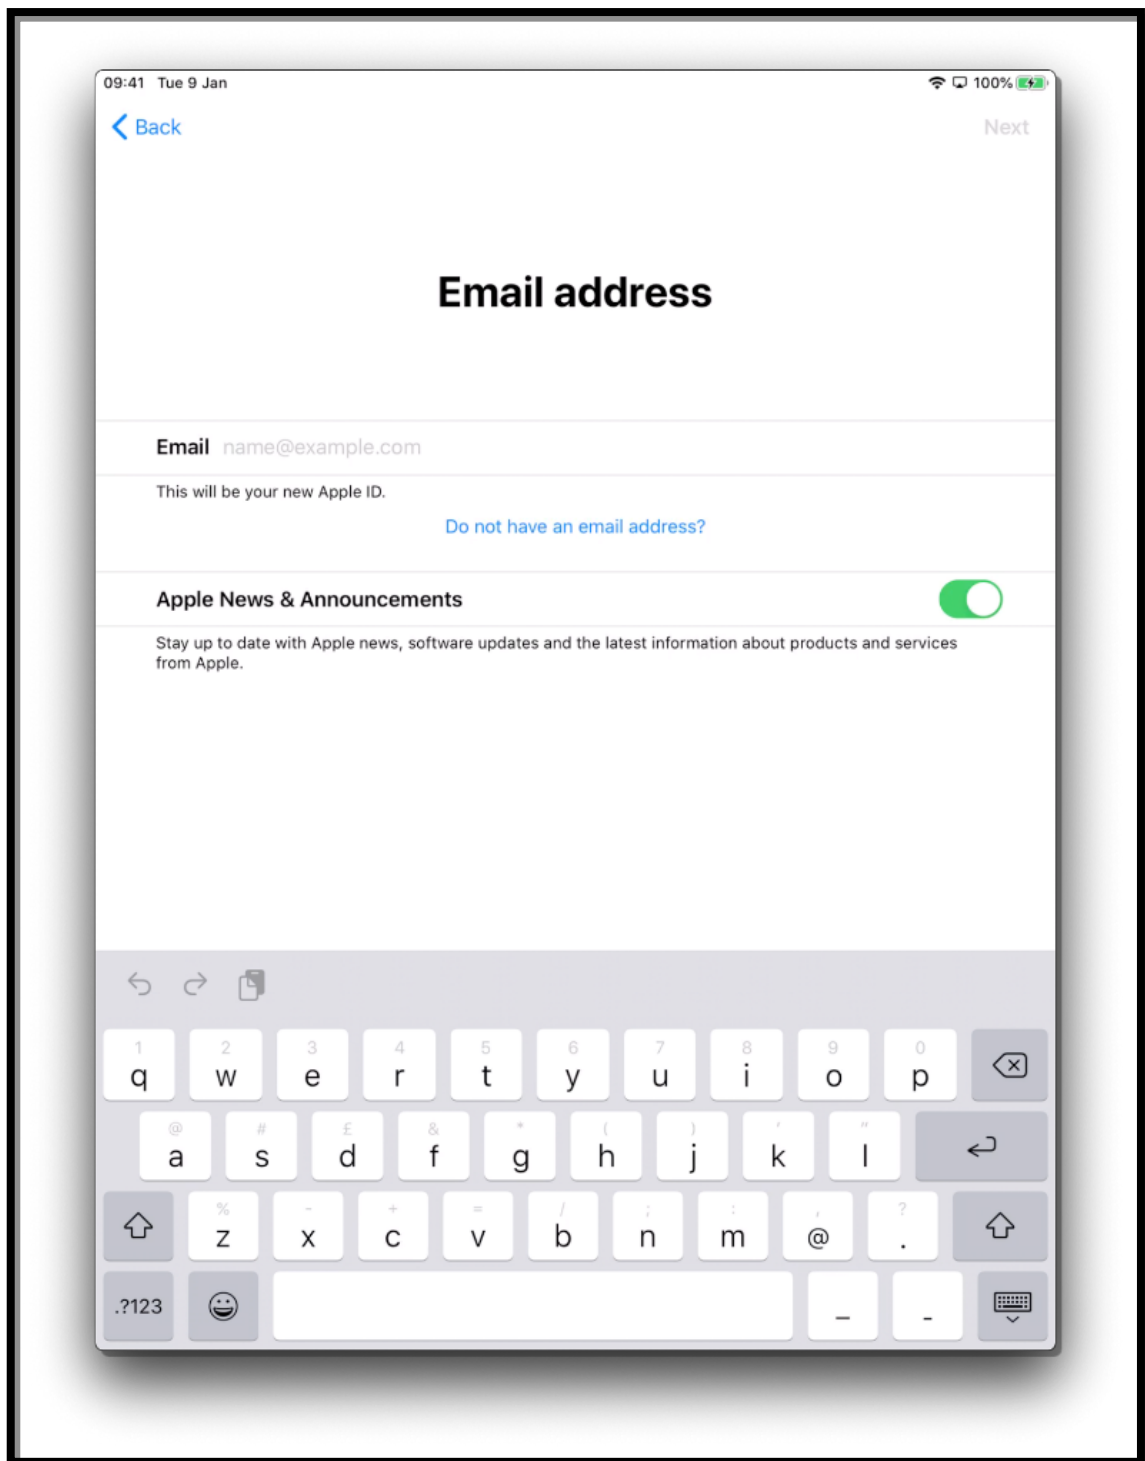 09:41 Tue 9 Jan 100%
Back Next
Email address
Email name@example.com
This will be your new Apple ID.
Do not have an email address?
Apple News & Announcements
Stay up to date with Apple news, software updates and the latest information about products and services
from Apple.
1 2 3 4 5 6 7 8 9 0
q w e r t y u i o p
@ # £ & * ( ) ' "
a s d f g h j k l
% - + = / ; : , ?
z x c v b n m @ .
.?123 _ -